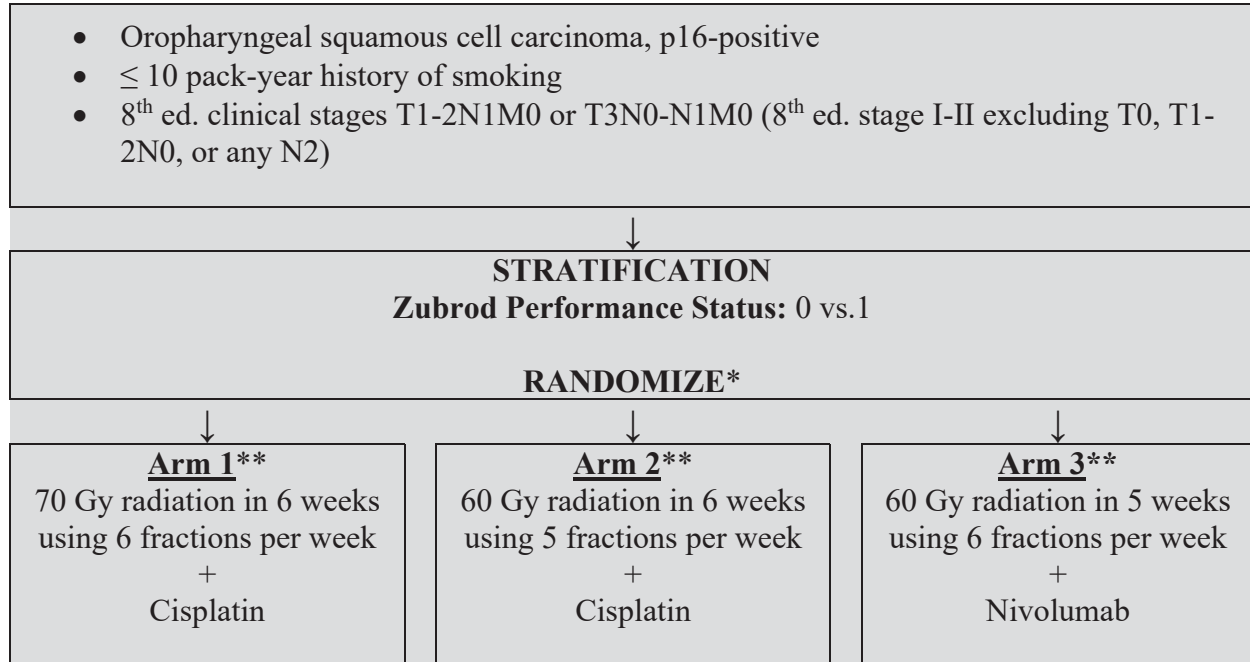 • Oropharyngeal squamous cell carcinoma, p16-positive
• ≤ 10 pack-year history of smoking
• 8th ed. clinical stages T1-2N1M0 or T3N0-N1M0 (8th ed. stage I-II excluding T0, T1-
2N0, or any N2)
↓
STRATIFICATION
Zubrod Performance Status: 0 vs.1
RANDOMIZE*
↓ ↓ ↓
Arm 1**
70 Gy radiation in 6 weeks
using 6 fractions per week
+
Cisplatin
Arm 2**
60 Gy radiation in 6 weeks
using 5 fractions per week
+
Cisplatin
Arm 3**
60 Gy radiation in 5 weeks
using 6 fractions per week
+
Nivolumab